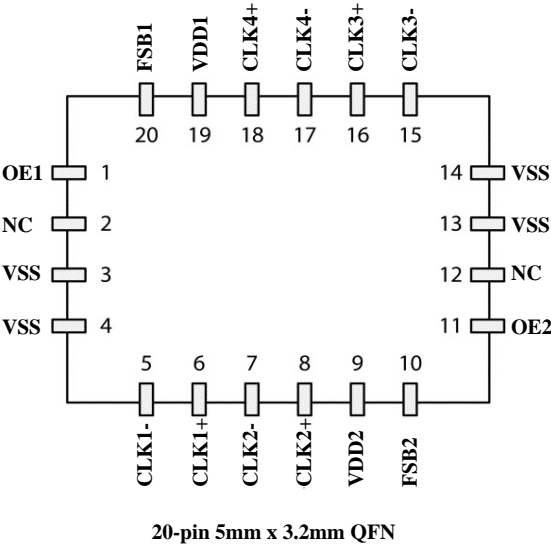 FSB1 VDD1 CLK4+ CLK4- CLK3+ CLK3-
20 19 18 17 16 15
OE1 1 14 VSS
NC 2 13 VSS
VSS 3 12 NC
VSS 4 11 OE2
5 6 7 8 9 10
CLK1- CLK1+ CLK2- CLK2+ VDD2 FSB2
20-pin 5mm x 3.2mm QFN